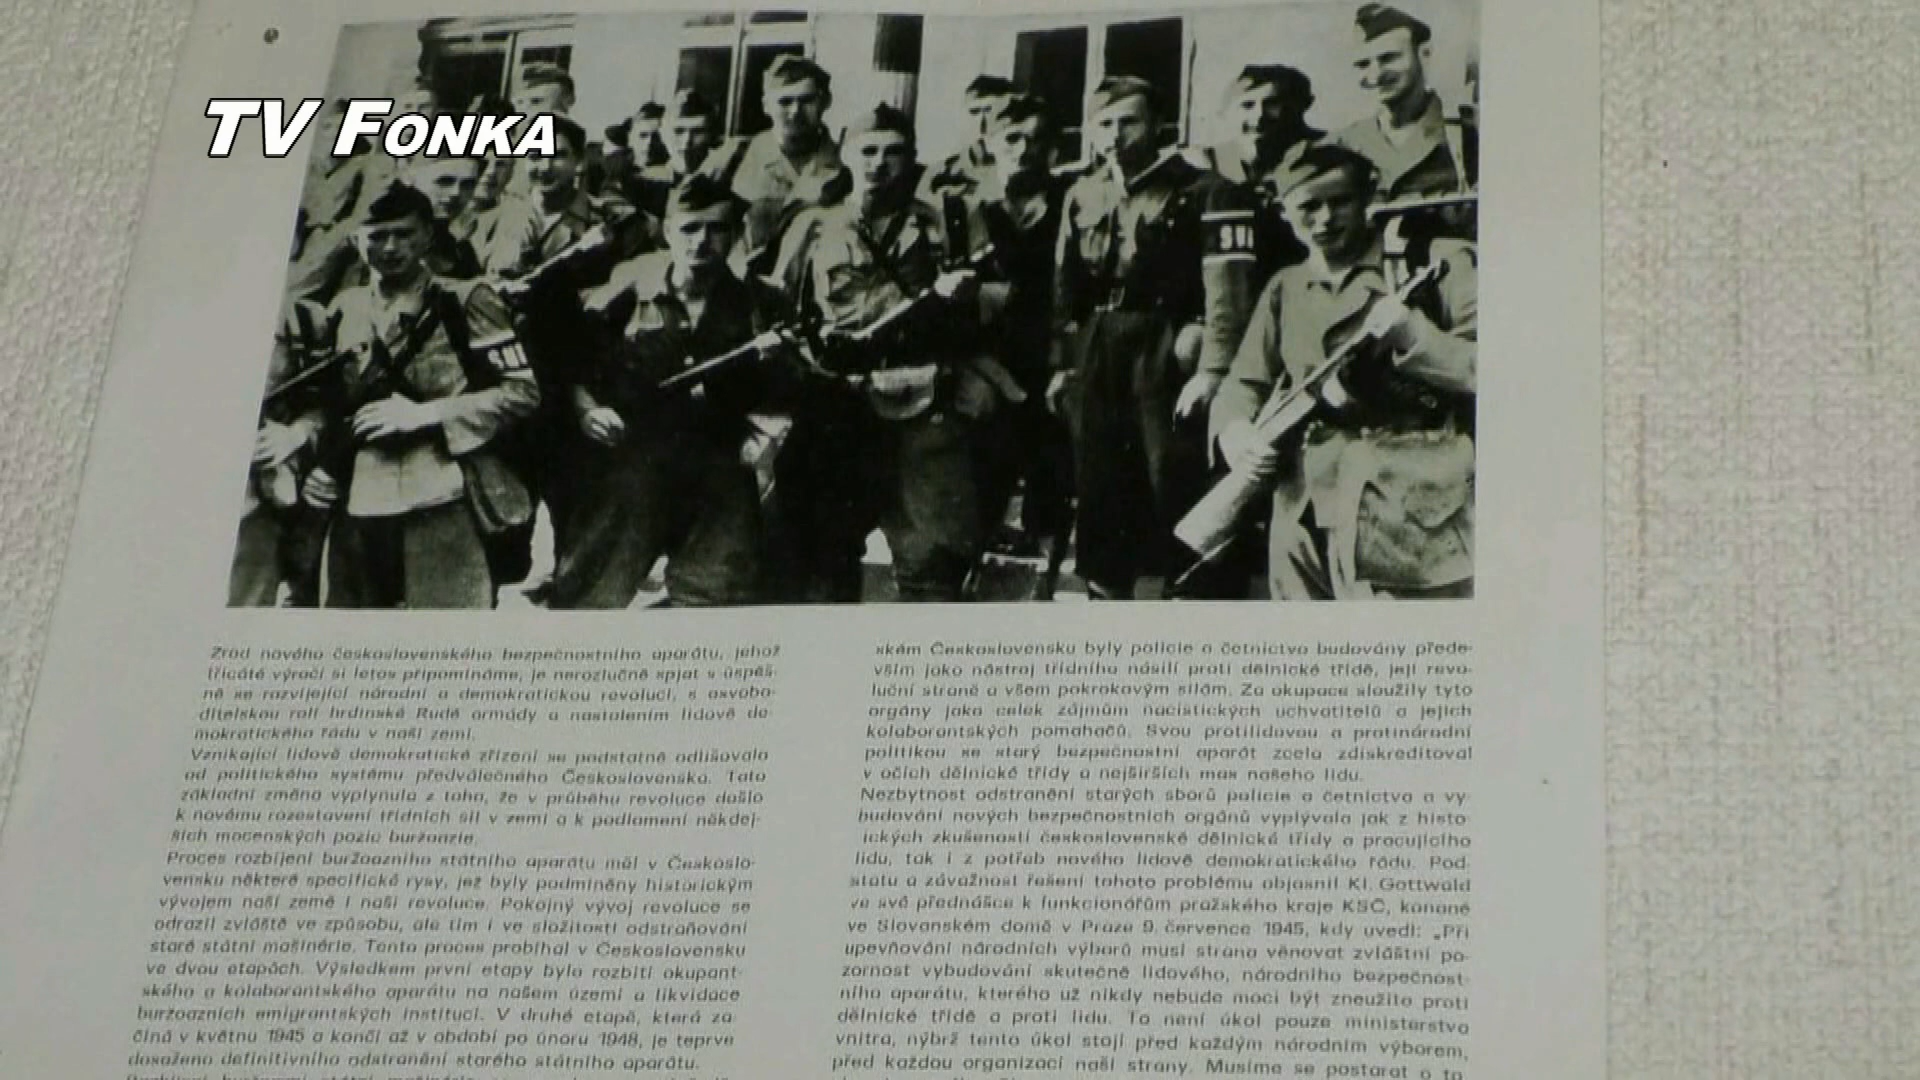 TV FONKA
SVI
SUI
Zrod nového československého bezpečnostního aparátu, jehož
třicáté výročí si letos připomínáme, je nerozlučně spjat s úspěš-
ně se rozvíjející národní a demokratickou revolucí, s osvobo-
ditelskou rolí hrdinské Rudé armády a nastolením lidově de-
mokratického řádu v naší zemi.
Vznikající lidově demokratické zřízení se podstatně odlišovalo
od politického systému předválečného Československa. Tato
základní změna vyplynula z toho, že v průběhu revoluce došlo
k novému rozestavení třídních sil v zemi a k podlomení někdej-
ších mocenských pozic buržoazie.
Proces rozbíjení buržoazního státního aparátu měl v Českoslo-
vensku některé specifické rysy, jež byly podmíněny historickým
vývojem naší země i naší revoluce. Pokojný vývoj revoluce se
odrazil zvláště ve způsobu, ale tím i ve složitosti odstraňování
staré státní mašinérie. Tento proces probíhal v Československu
ve dvou etapách. Výsledkem první etapy bylo rozbití okupant-
ského a kolaborantského aparátu na našem území a likvidace
buržoazních emigrantských institucí. V druhé etapě, která za-
číná v květnu 1945 a končí až v období po únoru 1948, je teprve
dosaženo definitivního odstranění starého státního aparátu.
ském Československu byly policie a četnictvo budovány přede-
vším jako nástroj třídního násilí proti dělnické třídě, její revo-
luční straně a všem pokrokovým silám. Za okupace sloužily tyto
orgány jako celek zájmům nacistických uchvatitelů a jejich
kolaborantských pomahačů. Svou protilidovou a protinárodní
politikou se starý bezpečnostní aparát zcela zdiskreditoval
v očích dělnické třídy a nejširších mas našeho lidu.
Nezbytnost odstranění starých sborů policie a četnictva a vy-
budování nových bezpečnostních orgánů vyplývala jak z histo-
rických zkušeností československé dělnické třídy a pracujícího
lidu, tak i z potřeb nového lidově demokratického řádu. Pod-
statu a závažnost řešení tohoto problému objasnil Kl. Gottwald
ve své přednášce k funkcionářům pražského kraje KSČ, konané
ve Slovanském domě v Praze 9. července 1945, kdy uvedl: „Při
upevňování národních výborů musí strana věnovat zvláštní po-
zornost vybudování skutečně lidového, národního bezpečnost-
ního aparátu, kterého už nikdy nebude moci být zneužito proti
dělnické třídě a proti lidu. To není úkol pouze ministerstva
vnitra, nýbrž tento úkol stojí před každým národním výborem,
před každou organizací naší strany. Musíme se postarat o to,